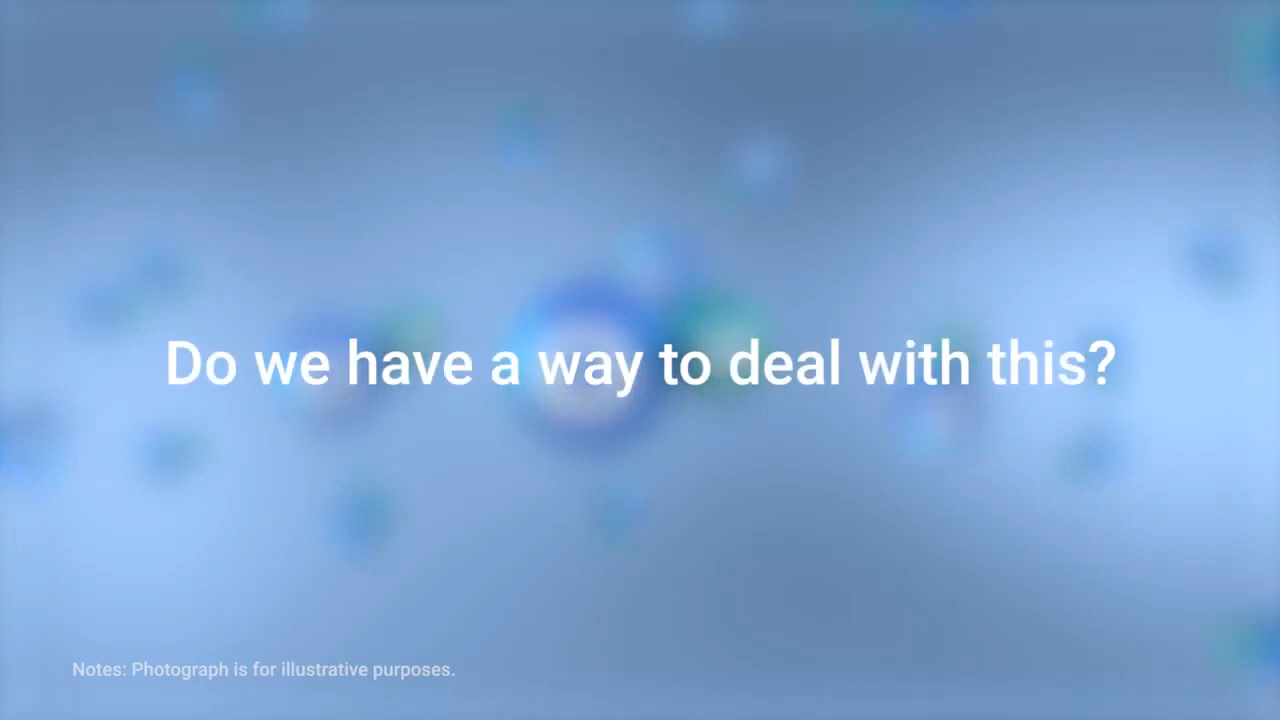 Do we have a way to deal with this?
Notes: Photograph is for illustrative purposes.